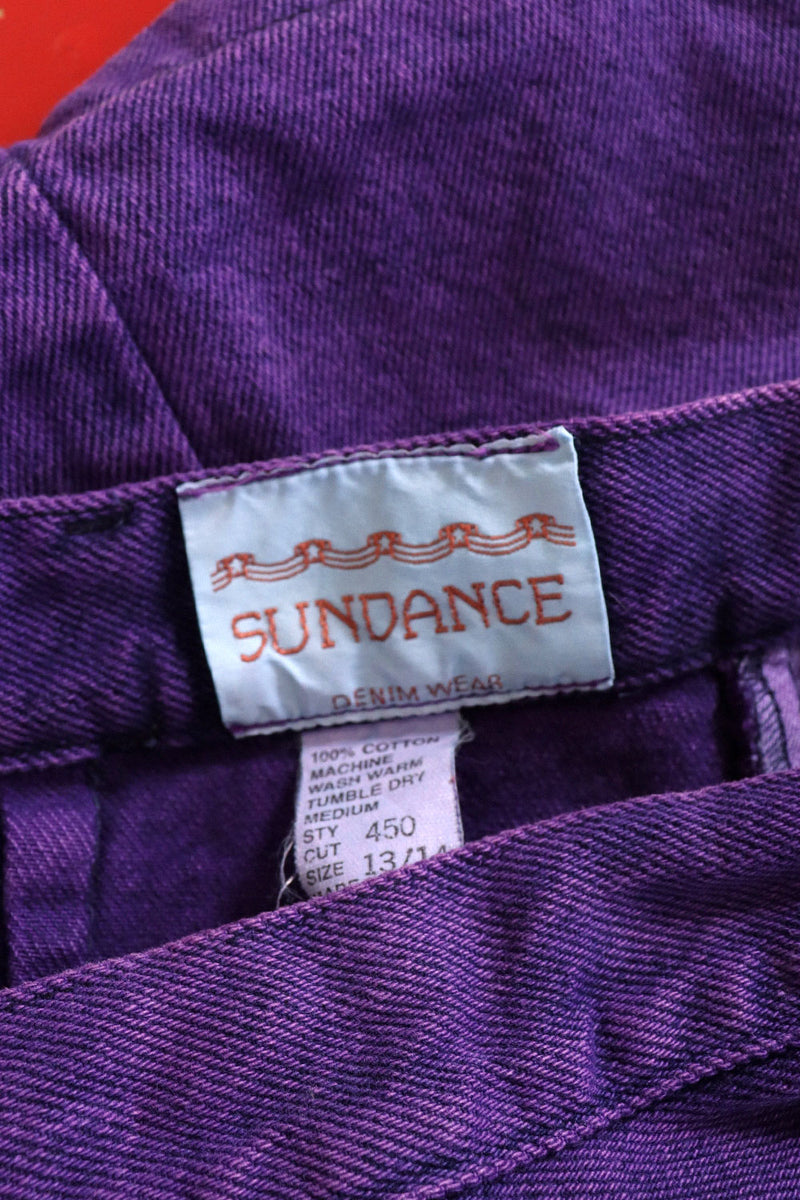 SUNDANCE
DENIM WEAR
100% COTTON
MACHINE
WASH WARM
TUMBLE DRY
MEDIUM
STY 450
CUT
SIZE 13/14